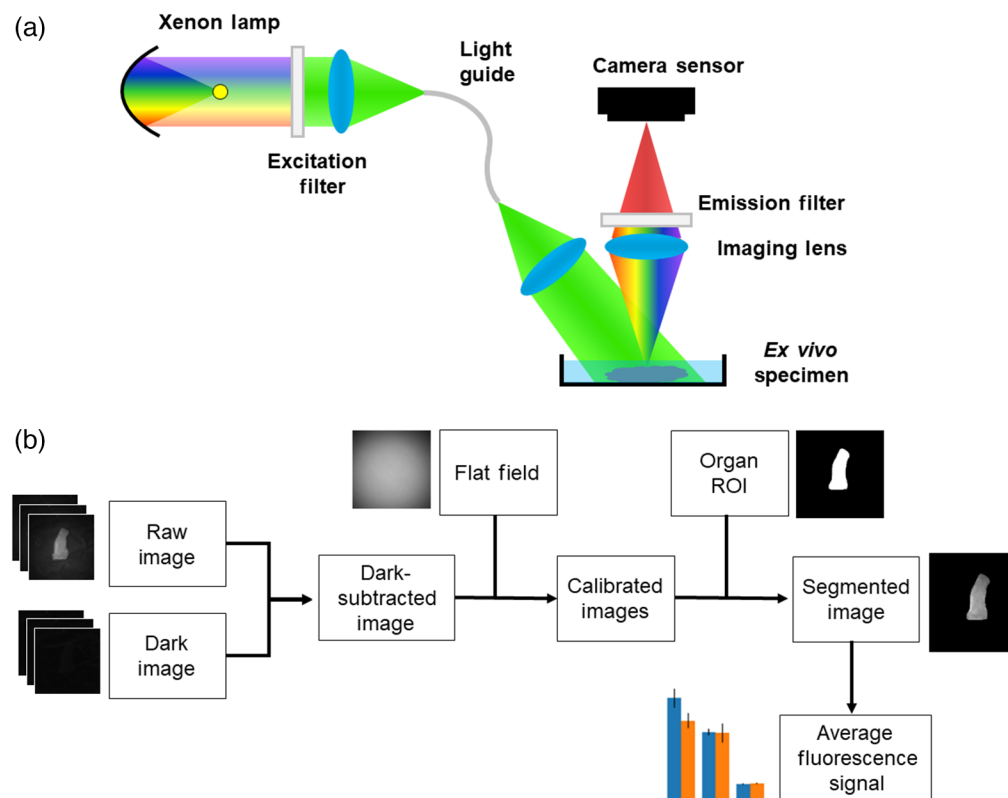 (a)
Xenon lamp
Excitation
filter
Light
guide
Camera sensor
Emission filter
Imaging lens
Ex vivo
specimen
(b)
Raw
image
Dark
image
Dark-
subtracted
image
Flat field
Calibrated
images
Organ
ROI
Segmented
image
Average
fluorescence
signal